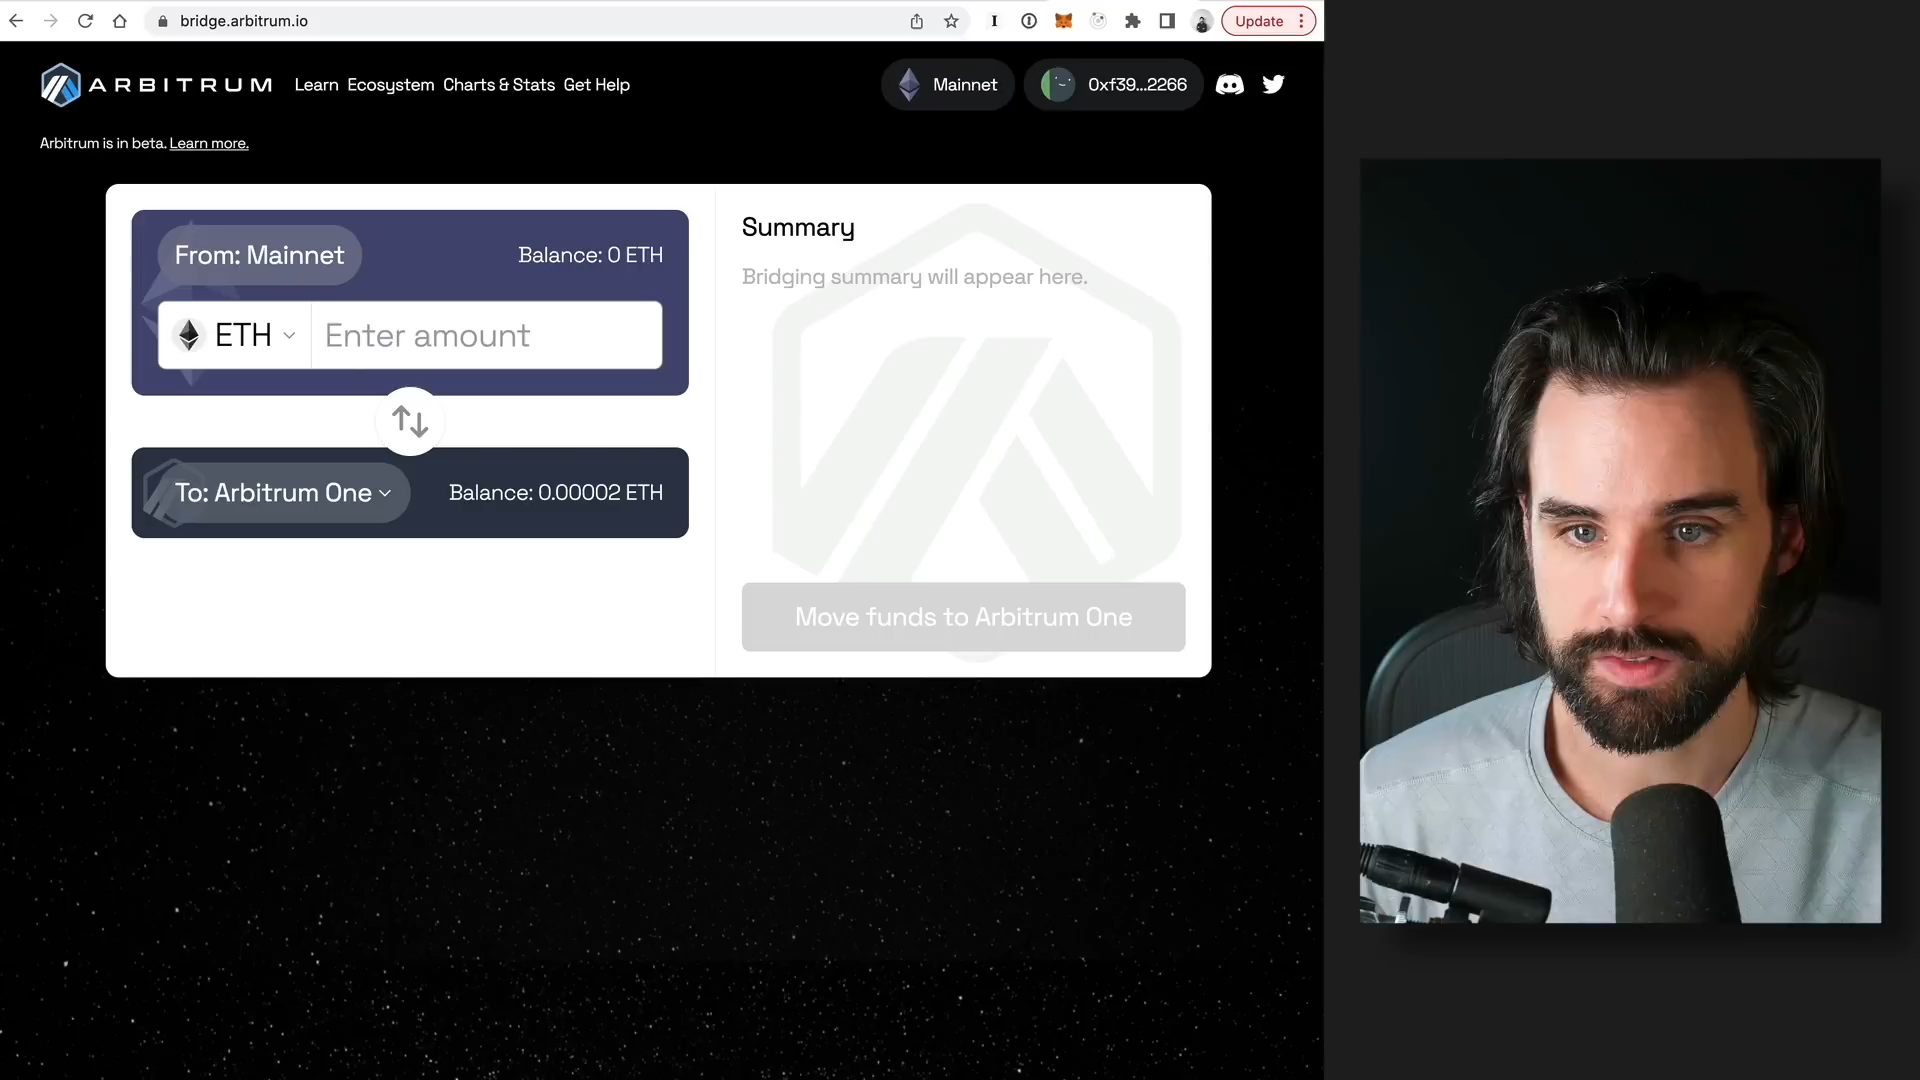 bridge.arbitrum.io
Update
ARBITRUM
Learn Ecosystem Charts & Stats Get Help
Mainnet
0xf39...2266
Arbitrum is in beta. Learn more.
From: Mainnet
Balance: 0 ETH
ETH
Enter amount
To: Arbitrum One
Balance: 0.00002 ETH
Summary
Bridging summary will appear here.
Move funds to Arbitrum One